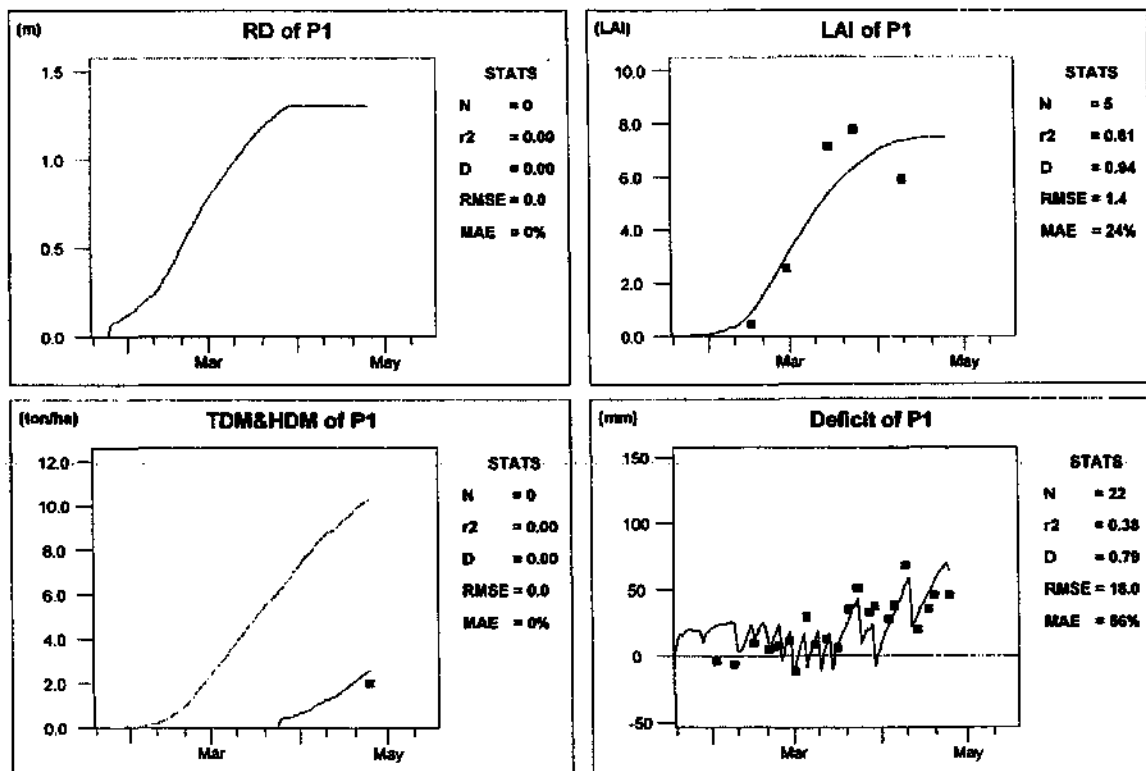 (m)
RD of P1
1.5
1.0
0.5
0.0
Mar
May
STATS
N = 0
r2 = 0.00
D = 0.00
RMSE = 0.0
MAE = 0%
(LAI)
LAI of P1
10.0
8.0
6.0
4.0
2.0
0.0
Mar
May
STATS
N = 5
r2 =
D = 0.94
RMSE = 1.4
MAE = 24%
(ton/ha)
TDM&HDM of P1
12.0
10.0
8.0
6.0
4.0
2.0
0.0
Mar
May
STATS
N = 0
r2 = 0.00
D = 0.00
RMSE = 0.0
MAE = 0%
(mm)
Deficit of P1
150
100
50
0
-50
Mar
May
STATS
N = 22
r2 = 0.38
D = 0.79
RMSE =
MAE =